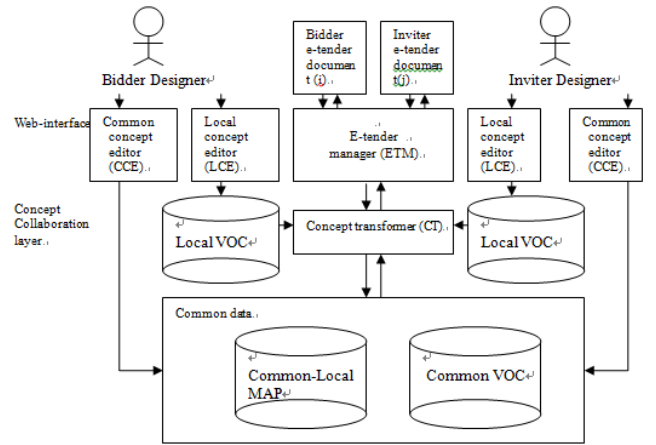 Bidder
e-tender
documen
t (i).
Inviter
e-tender
documen
t(j).
Bidder Designer
Inviter Designer
Web-interface
Common
concept
editor
(CCE).
Local
concept
editor
(LCE).
E-tender
manager (ETM).
Local
concept
editor
(LCE).
Common
concept
editor
(CCE).
Concept
Collaboration
layer.
Local VOC
Concept transformer (CT).
Local VOC
Common data.
Common-Local
MAP
Common VOC